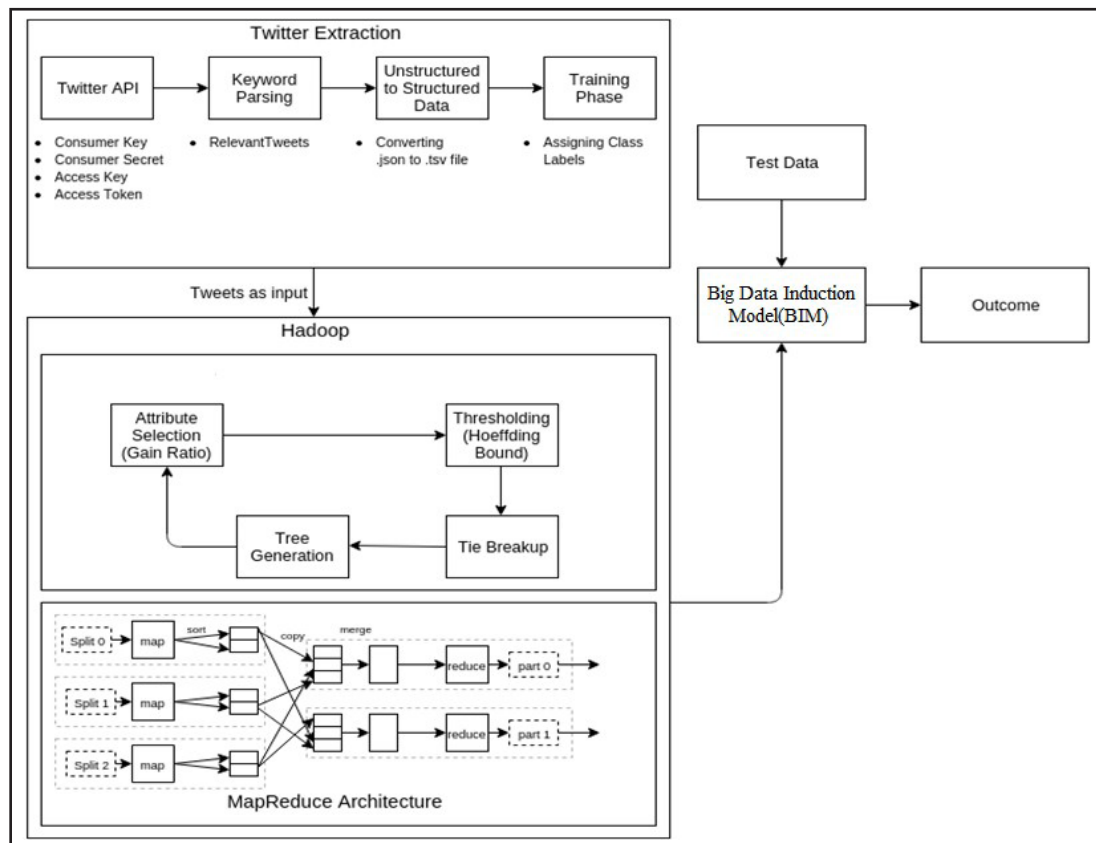 Twitter Extraction
Twitter API
Keyword
Parsing
Unstructured
to Structured
Data
Training
Phase
• Consumer Key
• Consumer Secret
• Access Key
• Access Token
• RelevantTweets
• Converting
.json to .tsv file
• Assigning Class
Labels
Test Data
Tweets as input
Big Data Induction
Model(BIM)
Outcome
Hadoop
Attribute
Selection
(Gain Ratio)
Thresholding
(Hoeffding
Bound)
Tree
Generation
Tie Breakup
Split 0
map
sort
copy
merge
reduce
part 0
Split 1
map
reduce
part 1
Split 2
map
MapReduce Architecture